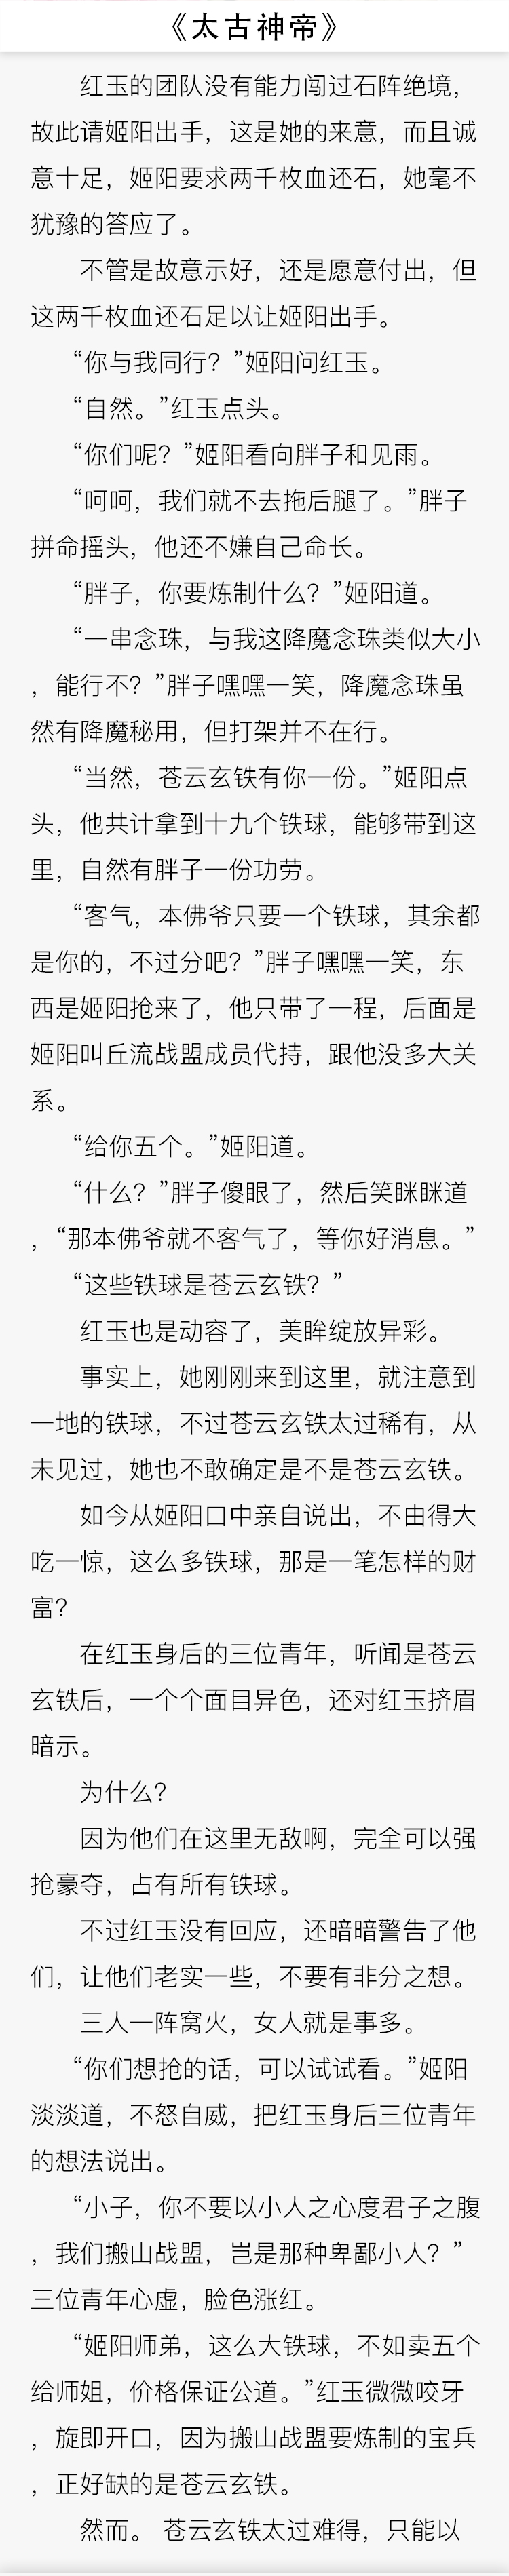 《太古神帝》
红玉的团队没有能力闯过石阵绝境，
故此请姬阳出手，这是她的来意，而且诚
意十足，姬阳要求两千枚血还石，她毫不
犹豫的答应了。
不管是故意示好，还是愿意付出，但
这两千枚血还石足以让姬阳出手。
“你与我同行？”姬阳问红玉。
“自然。”红玉点头。
“你们呢？”姬阳看向胖子和见雨。
“呵呵，我们就不去拖后腿了。”胖子
拼命摇头，他还不嫌自己命长。
“胖子，你要炼制什么？”姬阳道。
“一串念珠，与我这降魔念珠类似大小
，能行不？”胖子嘿嘿一笑，降魔念珠虽
然有降魔秘用，但打架并不在行。
“当然，苍云玄铁有你一份。”姬阳点
头，他共计拿到十九个铁球，能够带到这
里，自然有胖子一份功劳。
“客气，本佛爷只要一个铁球，其余都
是你的，不过分吧？”胖子嘿嘿一笑，东
西是姬阳抢来了，他只带了一程，后面是
姬阳叫丘流战盟成员代持，跟他没多大关
系。
“给你五个。”姬阳道。
“什么？”胖子傻眼了，然后笑眯眯道
，“那本佛爷就不客气了，等你好消息。”
“这些铁球是苍云玄铁？”
红玉也是动容了，美眸绽放异彩。
事实上，她刚刚来到这里，就注意到
一地的铁球，不过苍云玄铁太过稀有，从
未见过，她也不敢确定是不是苍云玄铁。
如今从姬阳口中亲自说出，不由得大
吃一惊，这么多铁球，那是一笔怎样的财
富？
在红玉身后的三位青年，听闻是苍云
玄铁后，一个个面目异色，还对红玉挤眉
暗示。
为什么？
因为他们在这里无敌啊，完全可以强
抢豪夺，占有所有铁球。
不过红玉没有回应，还暗暗警告了他
们，让他们老实一些，不要有非分之想。
三人一阵窝火，女人就是事多。
“你们想抢的话，可以试试看。”姬阳
淡淡道，不怒自威，把红玉身后三位青年
的想法说出。
“小子，你不要以小人之心度君子之腹
，我们搬山战盟，岂是那种卑鄙小人？”
三位青年心虚，脸色涨红。
“姬阳师弟，这么大铁球，不如卖五个
给师姐，价格保证公道。”红玉微微咬牙
，旋即开口，因为搬山战盟要炼制的宝兵
，正好缺的是苍云玄铁。
然而。 苍云玄铁太过难得，只能以